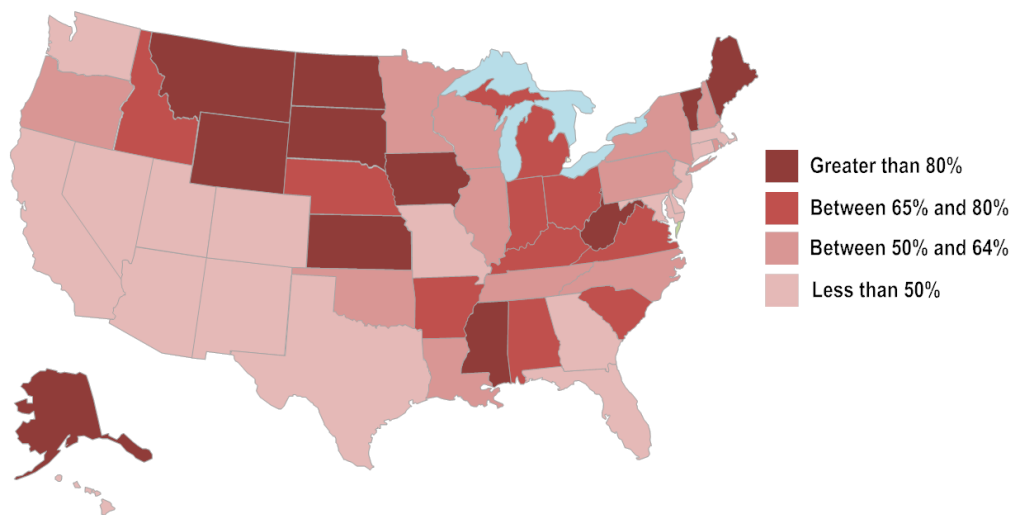 Greater than 80%
Between 65% and 80%
Between 50% and 64%
Less than 50%